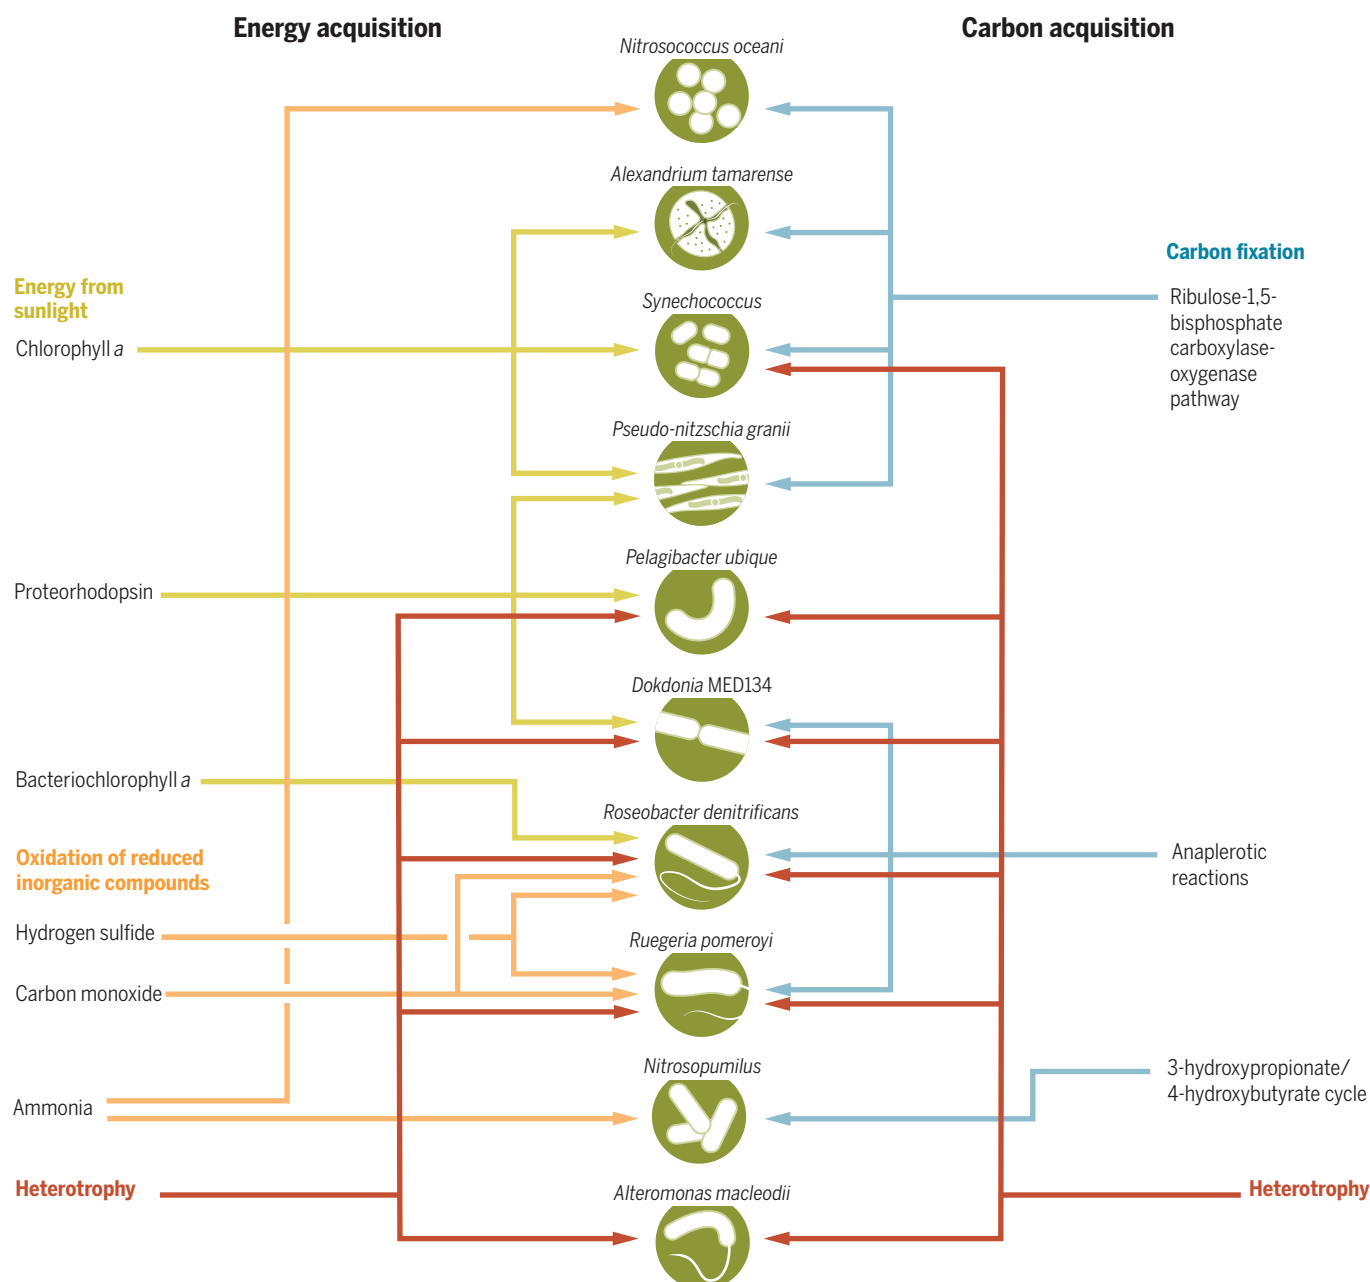 Energy acquisition
Carbon acquisition
Nitrosococcus oceani
Alexandrium tamarense
Carbon fixation
Energy from
sunlight
Synechococcus
Ribulose-1,5-
bisphosphate
carboxylase-
oxygenase
pathway
Chlorophyll a
Pseudo-nitzschia granii
Pelagibacter ubique
Proteorhodopsin
Dokdonia MED134
Bacteriochlorophyll a
Roseobacter denitrificans
Oxidation of reduced
inorganic compounds
Anaplerotic
reactions
Hydrogen sulfide
Ruegeria pomeroyi
Carbon monoxide
Nitrosopumilus
3-hydroxypropionate/
4-hydroxybutyrate cycle
Ammonia
Heterotrophy
Alteromonas macleodii
Heterotrophy